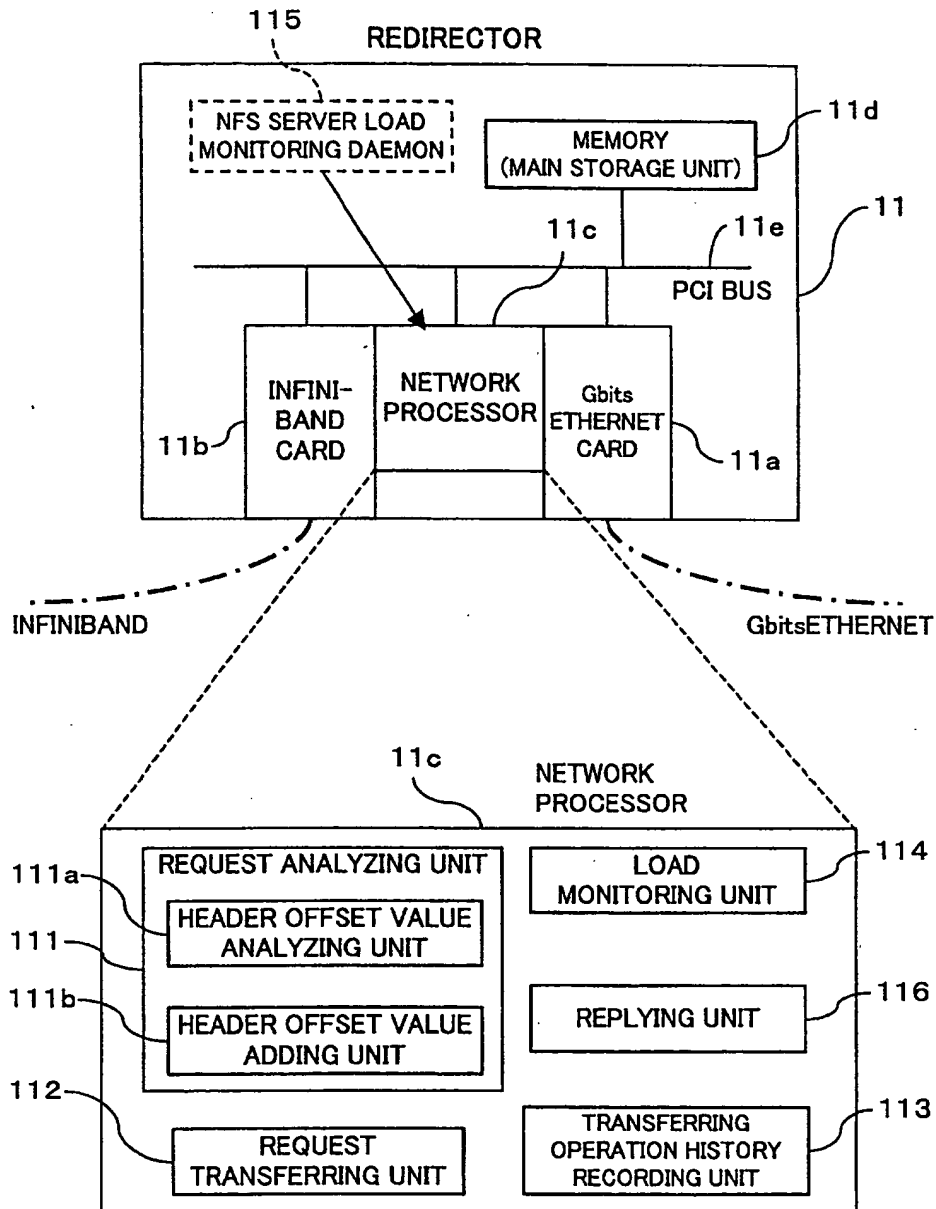 115
REDIRECTOR
NFS SERVER LOAD
MONITORING DAEMON
11d
MEMORY
(MAIN STORAGE UNIT)
11
11c
11e
PCI BUS
INFINI-
BAND
CARD
NETWORK
PROCESSOR
Gbits
ETHERNET
CARD
11b
11a
INFINIBAND
GbitsETHERNET
11c
NETWORK
PROCESSOR
REQUEST ANALYZING UNIT
111a
HEADER OFFSET VALUE
ANALYZING UNIT
111
111b
HEADER OFFSET VALUE
ADDING UNIT
112
REQUEST
TRANSFERRING UNIT
LOAD
MONITORING UNIT
114
REPLYING UNIT
116
TRANSFERRING
OPERATION HISTORY
RECORDING UNIT
113